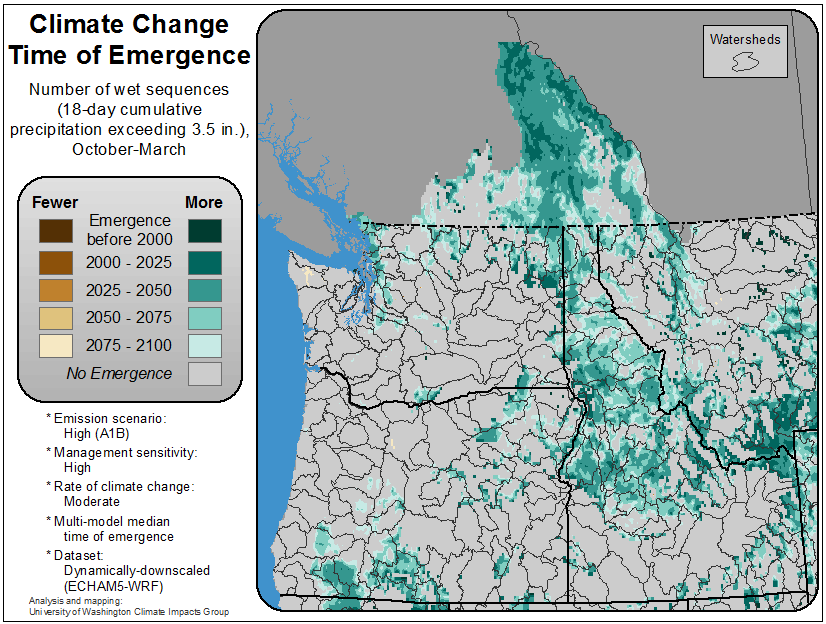 Climate Change
Time of Emergence
Number of wet sequences
(18-day cumulative
precipitation exceeding 3.5 in.),
October-March
Fewer More
Emergence
before 2000
2000 - 2025
2025 - 2050
2050 - 2075
2075 - 2100
No Emergence
* Emission scenario:
High (A1B)
* Management sensitivity:
High
* Rate of climate change:
Moderate
* Multi-model median
time of emergence
* Dataset:
Dynamically-downscaled
(ECHAM5-WRF)
Analysis and mapping:
University of Washington Climate Impacts Group
Watersheds